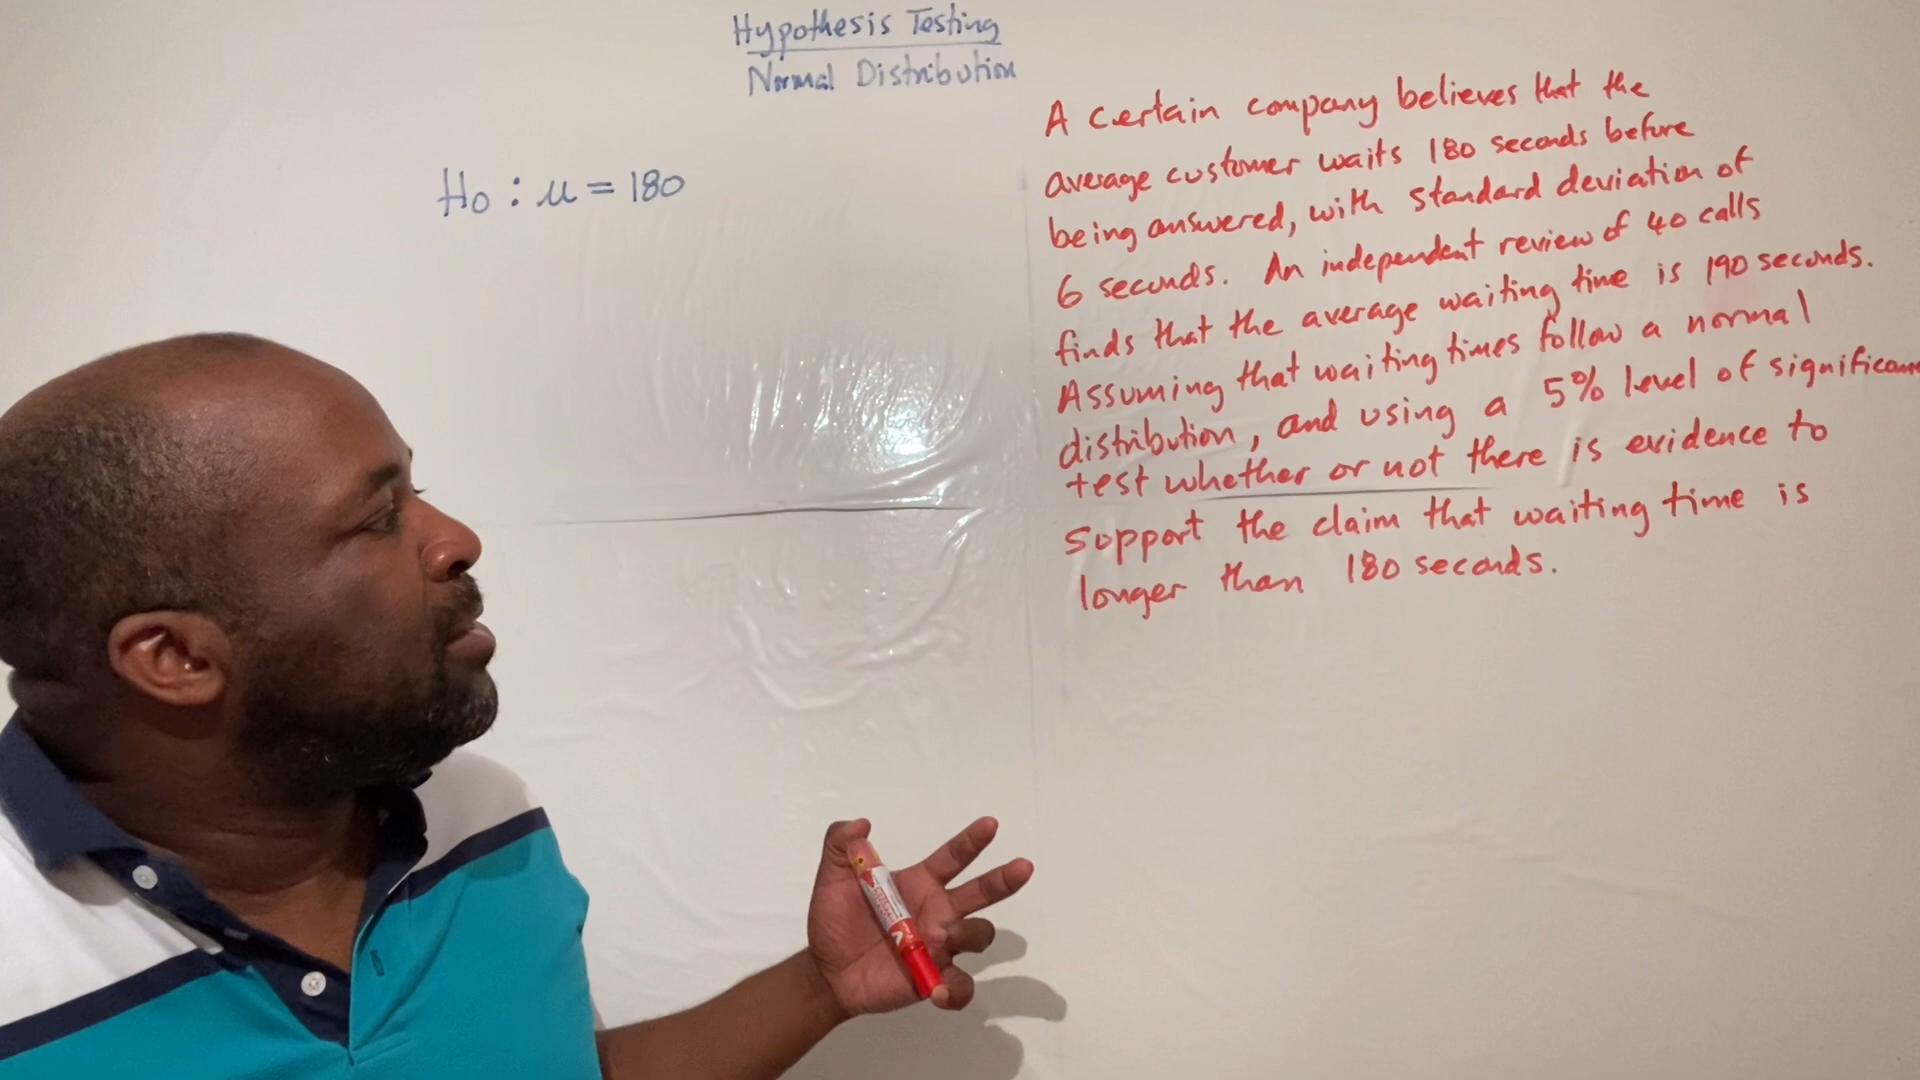 Hypothesis Testing
Normal Distribution
H0 : μ = 180
A certain company believes that the
average customer waits 180 seconds before
being answered, with standard deviation of
6 seconds. An independent review of 40 calls
finds that the average waiting time is 190 seconds.
Assuming that waiting times follow a normal
distribution, and using a 5% level of significanc
test whether or not there is evidence to
support the claim that waiting time is
longer than 180 seconds.